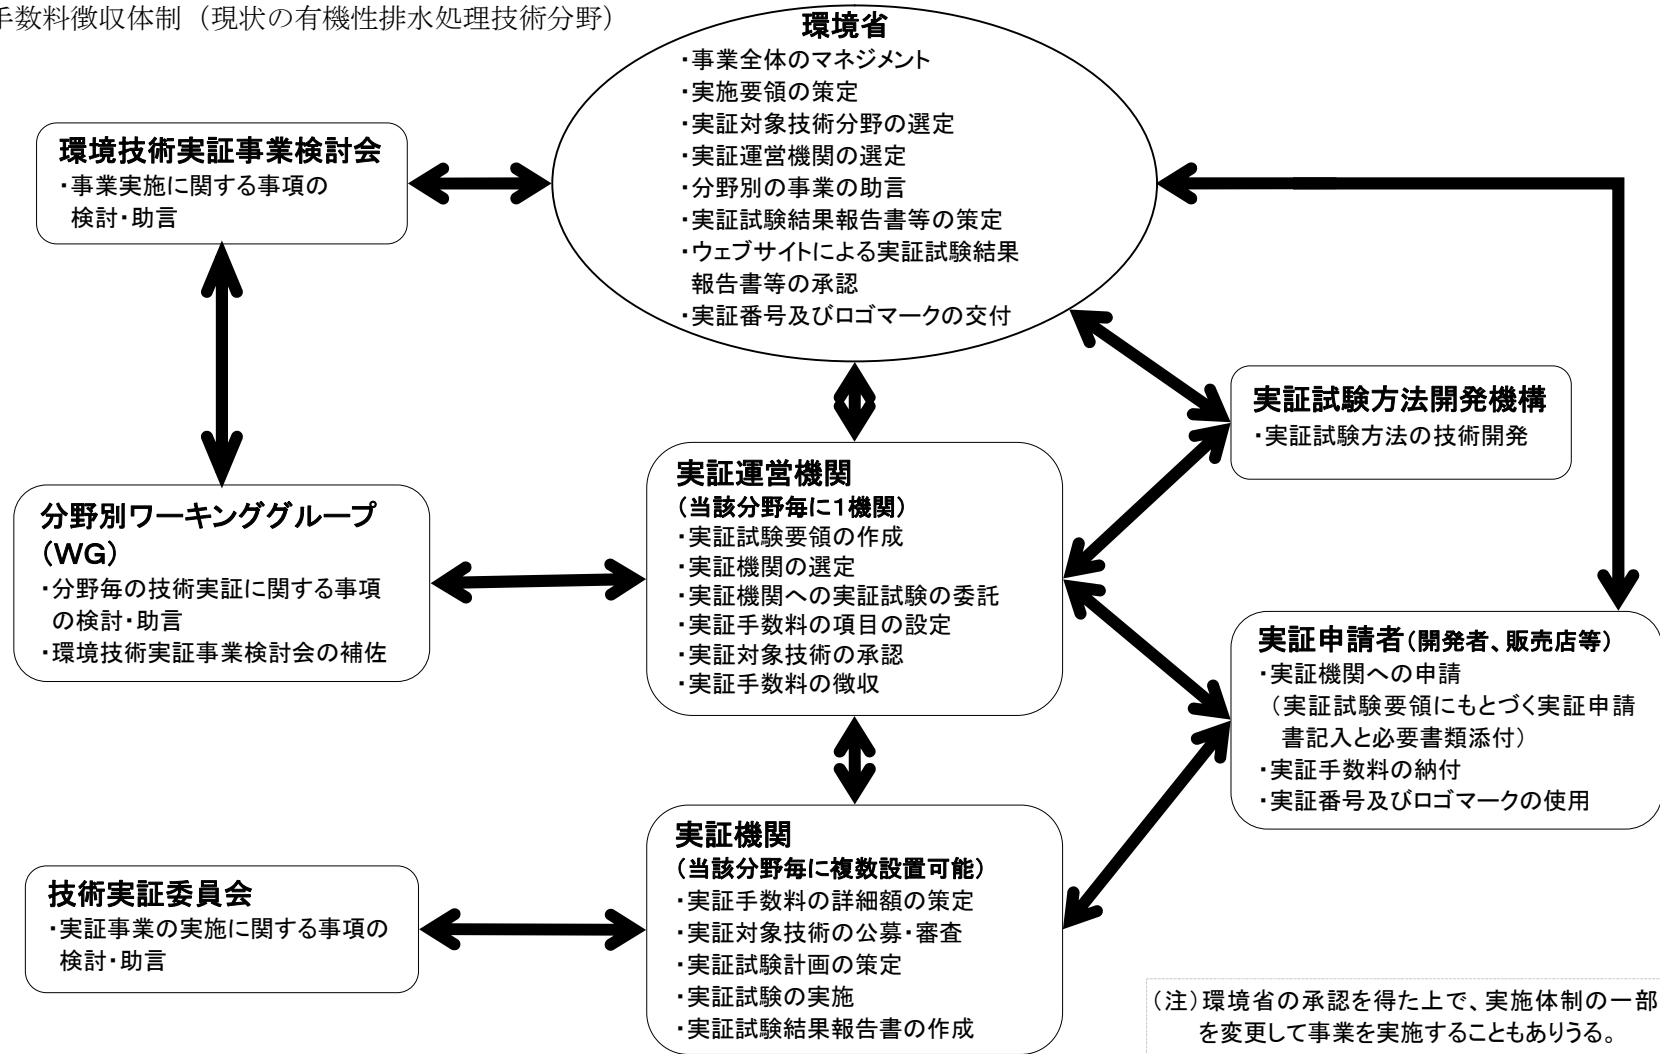 手数料徴収体制（現状の有機性排水処理技術分野）
環境省
・事業全体のマネジメント
・実施要領の策定
・実証対象技術分野の選定
・実証運営機関の選定
・分野別の事業の助言
・実証試験結果報告書等の策定
・ウェブサイトによる実証試験結果
報告書等の承認
・実証番号及びロゴマークの交付
環境技術実証事業検討会
・事業実施に関する事項の
検討・助言
実証試験方法開発機構
・実証試験方法の技術開発
分野別ワーキンググループ
（WG）
・分野毎の技術実証に関する事項
の検討・助言
・環境技術実証事業検討会の補佐
実証運営機関
（当該分野毎に１機関）
・実証試験要領の作成
・実証機関の選定
・実証機関への実証試験の委託
・実証手数料の項目の設定
・実証対象技術の承認
・実証手数料の徴収
実証申請者（開発者、販売店等）
・実証機関への申請
（実証試験要領にもとづく実証申請
書記入と必要書類添付）
・実証手数料の納付
・実証番号及びロゴマークの使用
技術実証委員会
・実証事業の実施に関する事項の
検討・助言
実証機関
（当該分野毎に複数設置可能）
・実証手数料の詳細額の策定
・実証対象技術の公募・審査
・実証試験計画の策定
・実証試験の実施
・実証試験結果報告書の作成
（注）環境省の承認を得た上で、実施体制の一部
を変更して事業を実施することもありうる。